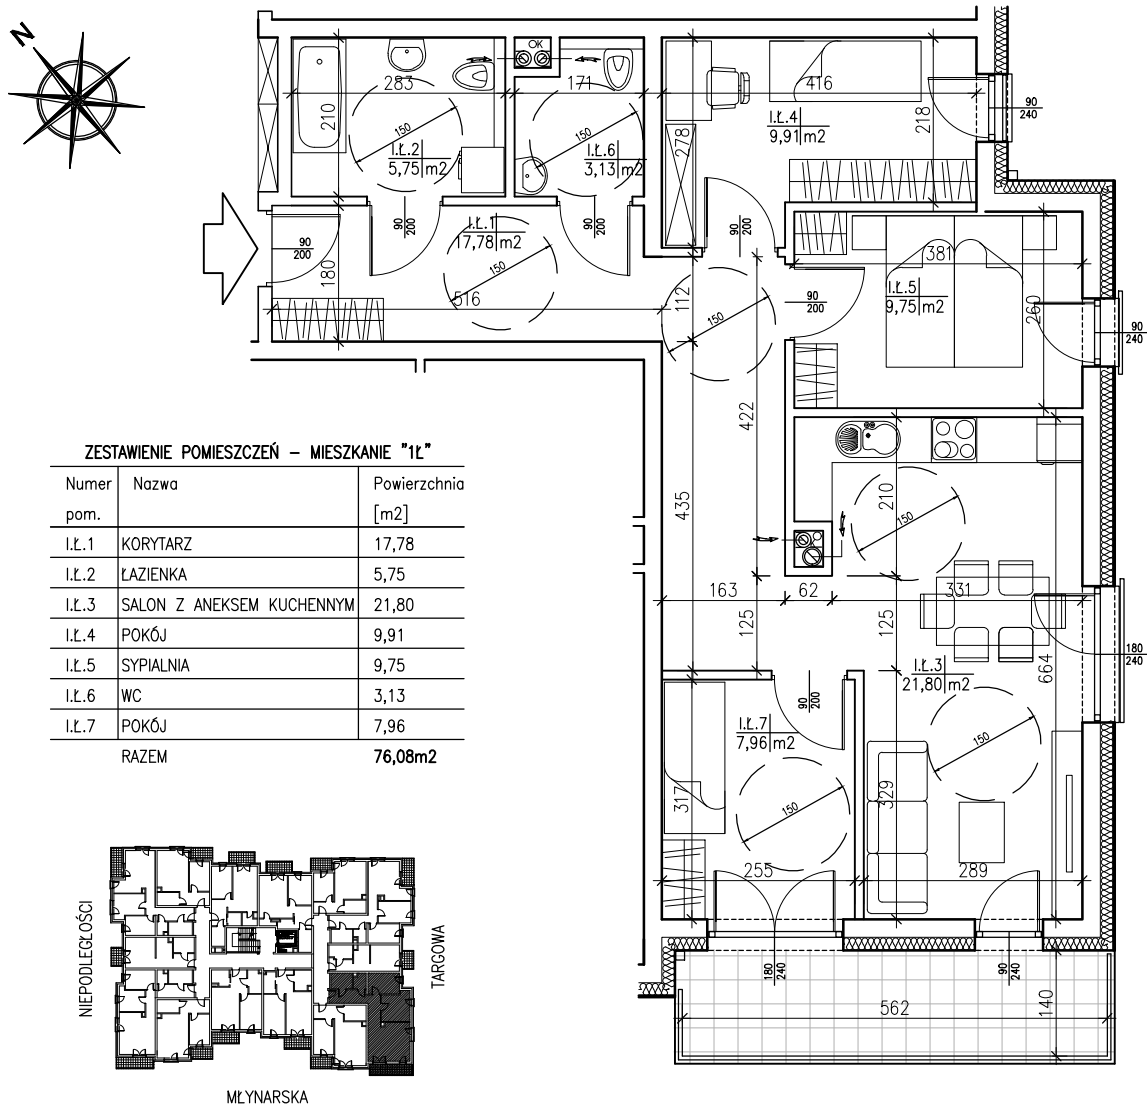 N
OK
283
171
416
210
150
I.Ł.2
5,75 m2
150
I.Ł.6
3,13 m2
278
I.Ł.4
9,91 m2
218
90
240
90
200
90
200
90
200
90
200
I.Ł.1
17,78 m2
180
150
516
112
150
90
200
381
I.Ł.5
9,75 m2
260
90
240
422
435
210
150
163
62
331
125
125
180
240
664
I.Ł.3
21,80 m2
90
200
I.Ł.7
7,96 m2
150
317
150
329
255
289
180
240
90
240
562
140
ZESTAWIENIE POMIESZCZEŃ – MIESZKANIE "1Ł"
Numer pom. Nazwa Powierzchnia [m2]
I.Ł.1 KORYTARZ 17,78
I.Ł.2 ŁAZIENKA 5,75
I.Ł.3 SALON Z ANEKSEM KUCHENNYM 21,80
I.Ł.4 POKÓJ 9,91
I.Ł.5 SYPIALNIA 9,75
I.Ł.6 WC 3,13
I.Ł.7 POKÓJ 7,96
RAZEM 76,08m2
NIEPODLEGŁOŚCI
TARGOWA
MŁYNARSKA